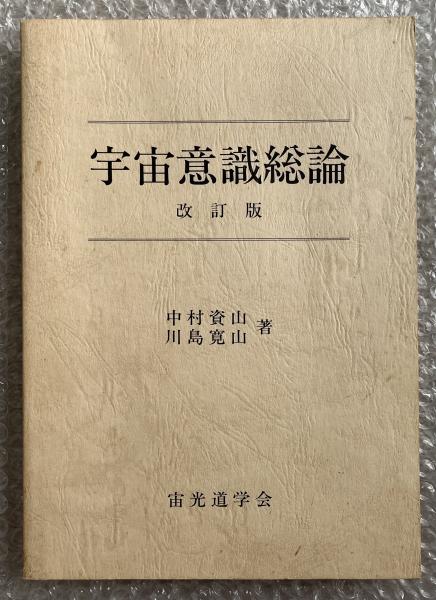 宇宙意識総論
改訂版
中村資山
川島寛山 著
宙光道学会